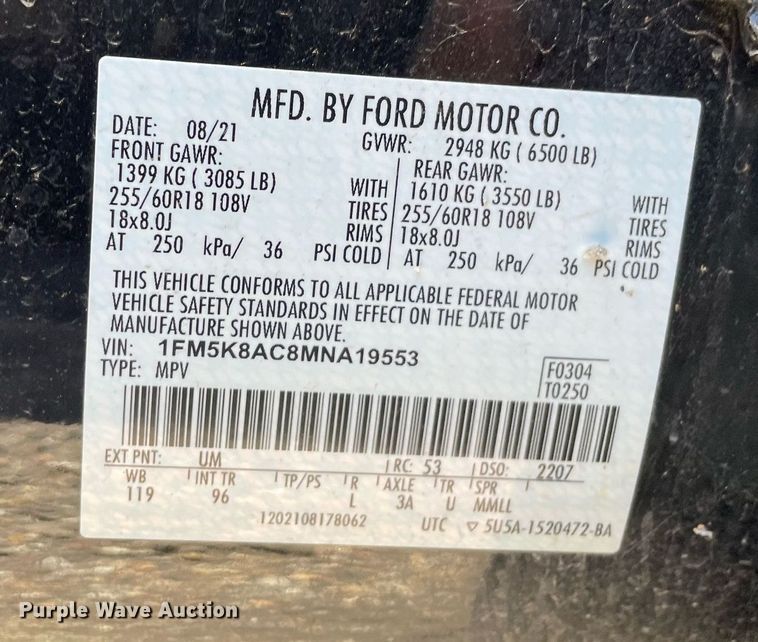 MFD. BY FORD MOTOR CO.
DATE: 08/21 GVWR: 2948 KG ( 6500 LB)
FRONT GAWR: REAR GAWR:
1399 KG ( 3085 LB) WITH 1610 KG ( 3550 LB) WITH
255/60R18 108V TIRES 255/60R18 108V TIRES
18x8.0J RIMS 18x8.0J RIMS
AT 250 kPa/ 36 PSI COLD AT 250 kPa/ 36 PSI COLD
THIS VEHICLE CONFORMS TO ALL APPLICABLE FEDERAL MOTOR
VEHICLE SAFETY STANDARDS IN EFFECT ON THE DATE OF
MANUFACTURE SHOWN ABOVE.
VIN: 1FM5K8AC8MNA19553
TYPE: MPV
F0304
T0250
EXT PNT: UM RC: 53 DSO: 2207
WB INT TR TP/PS R AXLE TR SPR
119 96 L 3A U MMLL
1202108178062 UTC ▽ 5U5A-1520472-BA
Purple Wave Auction